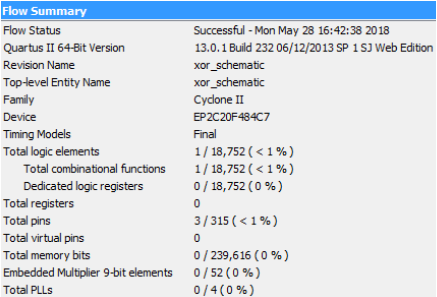 Flow Summary
Flow Status Successful - Mon May 28 16:42:38 2018
Quartus II 64-Bit Version 13.0.1 Build 232 06/12/2013 SP 1 SJ Web Edition
Revision Name xor_schematic
Top-level Entity Name xor_schematic
Family Cyclone II
Device EP2C20F484C7
Timing Models Final
Total logic elements 1 / 18,752 ( < 1 % )
Total combinational functions 1 / 18,752 ( < 1 % )
Dedicated logic registers 0 / 18,752 ( 0 % )
Total registers 0
Total pins 3 / 315 ( < 1 % )
Total virtual pins 0
Total memory bits 0 / 239,616 ( 0 % )
Embedded Multiplier 9-bit elements 0 / 52 ( 0 % )
Total PLLs 0 / 4 ( 0 % )